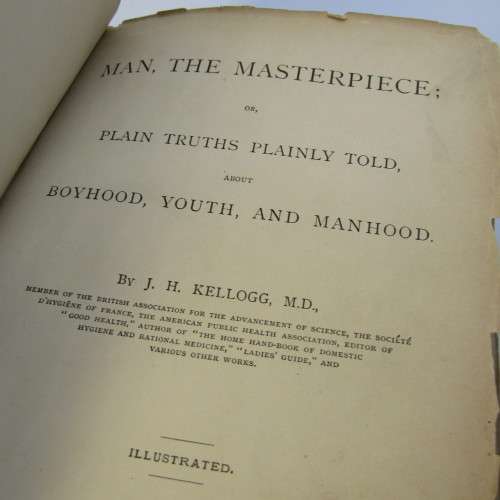 MAN, THE MASTERPIECE;
OR,
PLAIN TRUTHS PLAINLY TOLD,
ABOUT
BOYHOOD, YOUTH, AND MANHOOD.
BY J. H. KELLOGG, M.D.,
MEMBER OF THE BRITISH ASSOCIATION FOR THE ADVANCEMENT OF SCIENCE, THE SOCIÉTÉ
D'HYGIÈNE OF FRANCE, THE AMERICAN PUBLIC HEALTH ASSOCIATION, EDITOR OF
"GOOD HEALTH," AUTHOR OF "THE HOME HAND-BOOK OF DOMESTIC
HYGIENE AND RATIONAL MEDICINE," "LADIES' GUIDE," AND
VARIOUS OTHER WORKS.
ILLUSTRATED.